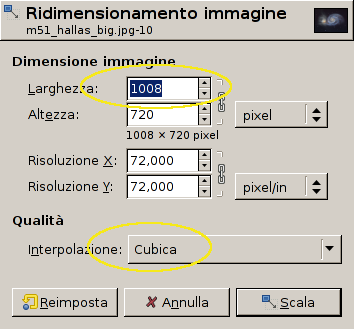 Ridimensionamento immagine
m51_hallas_big.jpg-10
Dimensione immagine
Larghezza: 1008
Altezza: 720 pixel
1008 × 720 pixel
Risoluzione X: 72,000
Risoluzione Y: 72,000 pixel/in
Qualità
Interpolazione: Cubica
Reimposta Annulla Scala